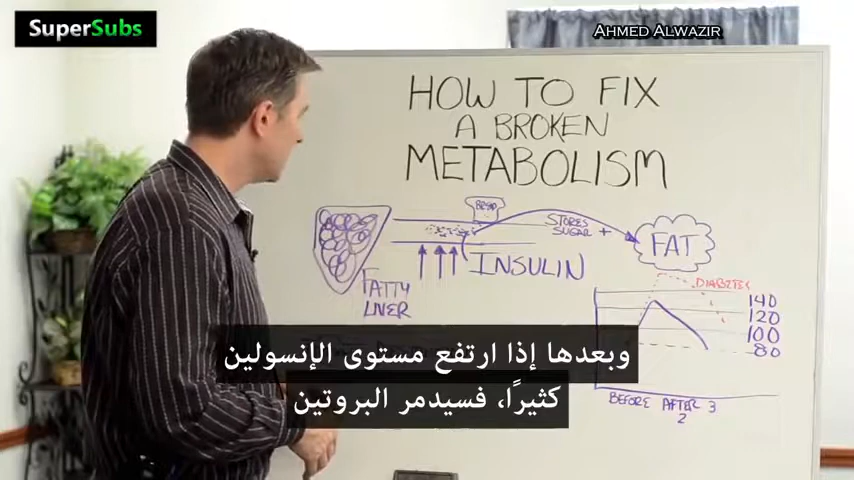 SuperSubs
AHMED ALWAZIR
HOW TO FIX
A BROKEN
METABOLISM
BREAD
STORES
SUGAR +
FAT
INSULIN
FATTY
LIVER
DIABETES
140
120
100
80
BEFORE AFTER 3
2
وبعدها إذا ارتفع مستوى الإنسولين
كثيرًا، فسيدمر البروتين